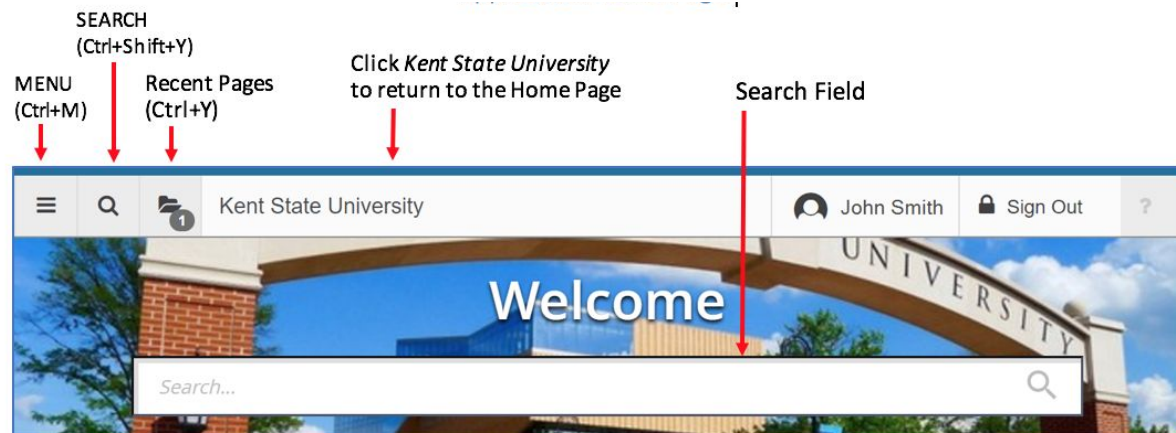 SEARCH
(Ctrl+Shift+Y)
MENU
(Ctrl+M)
Recent Pages
(Ctrl+Y)
Click Kent State University
to return to the Home Page
Search Field
1
Kent State University
John Smith
Sign Out
?
UNIVERSITY
Welcome
Search...